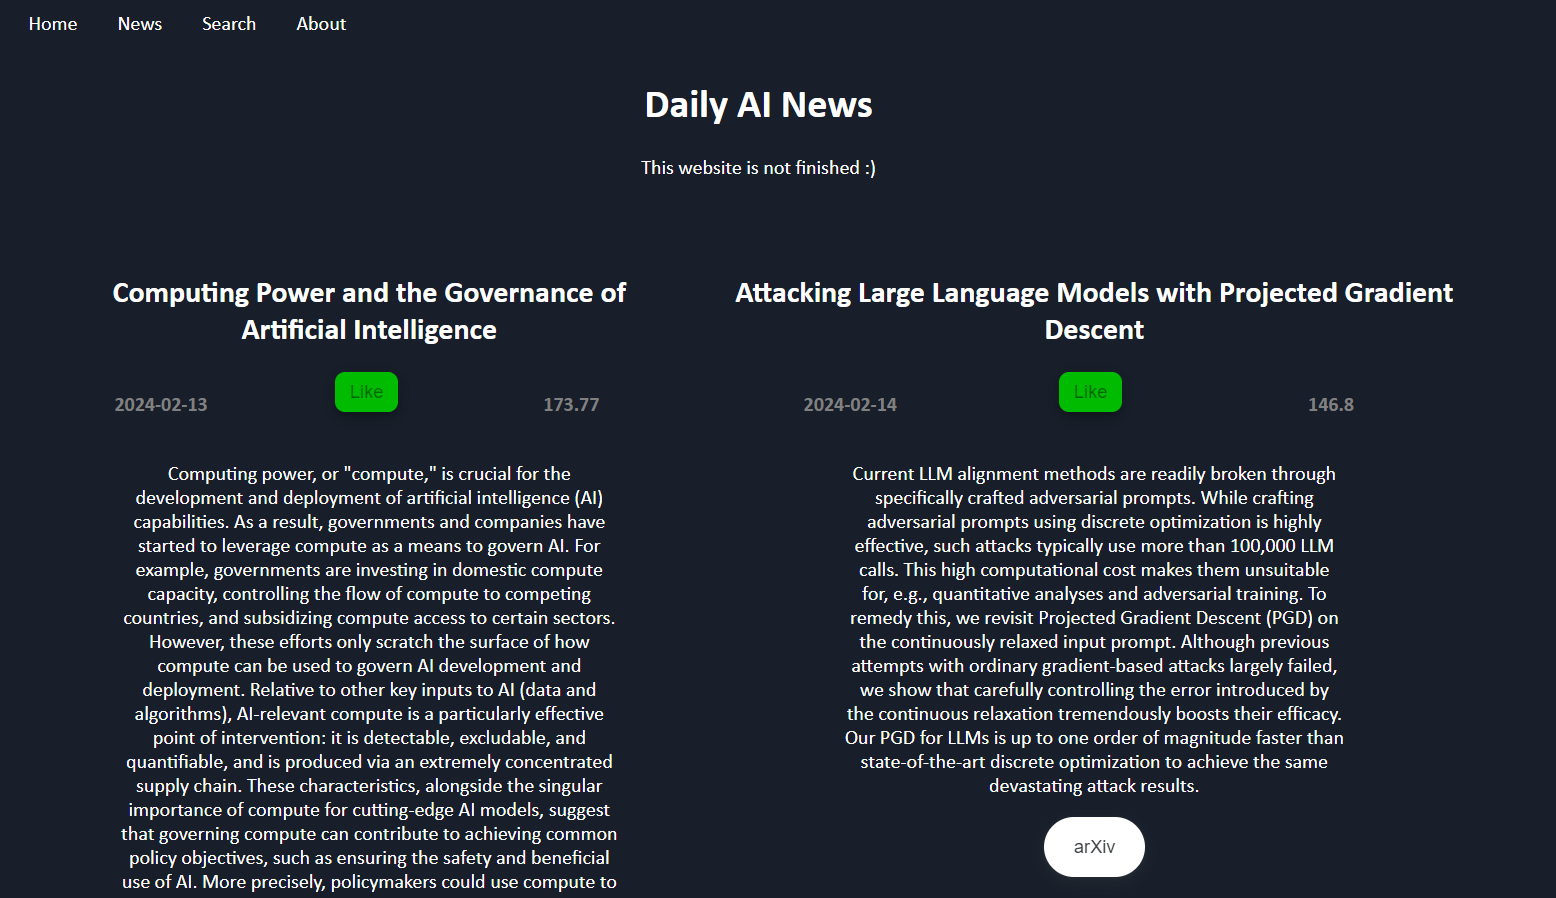 Home News Search About
Daily AI News
This website is not finished :)
Computing Power and the Governance of
Artificial Intelligence
2024-02-13 Like 173.77
Computing power, or "compute," is crucial for the
development and deployment of artificial intelligence (AI)
capabilities. As a result, governments and companies have
started to leverage compute as a means to govern AI. For
example, governments are investing in domestic compute
capacity, controlling the flow of compute to competing
countries, and subsidizing compute access to certain sectors.
However, these efforts only scratch the surface of how
compute can be used to govern AI development and
deployment. Relative to other key inputs to AI (data and
algorithms), AI-relevant compute is a particularly effective
point of intervention: it is detectable, excludable, and
quantifiable, and is produced via an extremely concentrated
supply chain. These characteristics, alongside the singular
importance of compute for cutting-edge AI models, suggest
that governing compute can contribute to achieving common
policy objectives, such as ensuring the safety and beneficial
use of AI. More precisely, policymakers could use compute to
Attacking Large Language Models with Projected Gradient
Descent
2024-02-14 Like 146.8
Current LLM alignment methods are readily broken through
specifically crafted adversarial prompts. While crafting
adversarial prompts using discrete optimization is highly
effective, such attacks typically use more than 100,000 LLM
calls. This high computational cost makes them unsuitable
for, e.g., quantitative analyses and adversarial training. To
remedy this, we revisit Projected Gradient Descent (PGD) on
the continuously relaxed input prompt. Although previous
attempts with ordinary gradient-based attacks largely failed,
we show that carefully controlling the error introduced by
the continuous relaxation tremendously boosts their efficacy.
Our PGD for LLMs is up to one order of magnitude faster than
state-of-the-art discrete optimization to achieve the same
devastating attack results.
arXiv